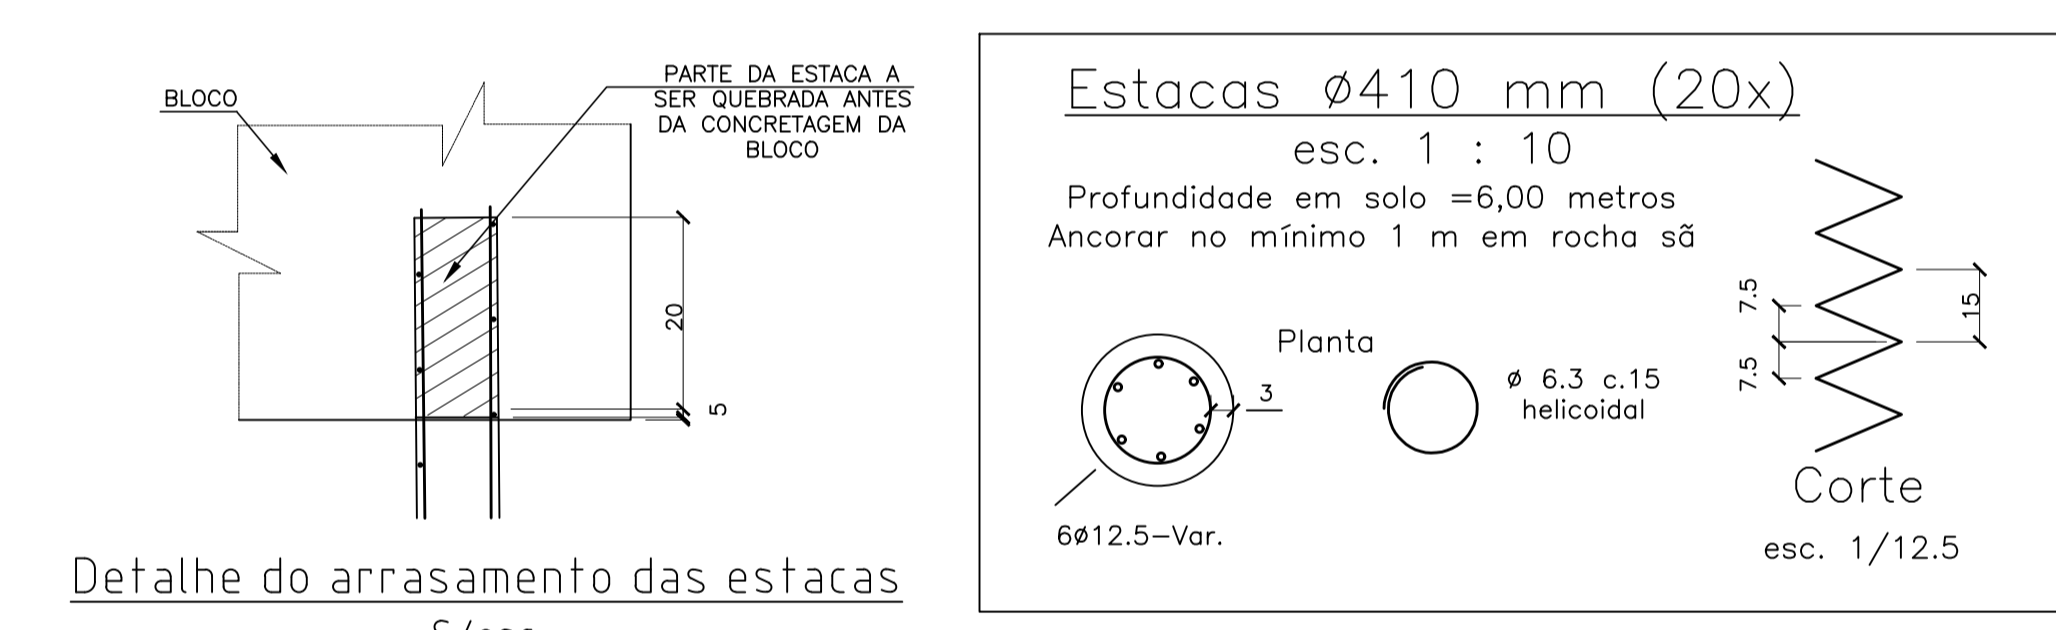 BLOCO
PARTE DA ESTACA A
SER QUEBRADA ANTES
DA CONCRETAGEM DA
BLOCO
20
5
Detalhe do arrasamento das estacas
Estacas ø410 mm (20x)
esc. 1 : 10
Profundidade em solo =6,00 metros
Ancorar no mínimo 1 m em rocha sã
Planta
3
6ø12.5-Var.
ø 6.3 c.15
helicoidal
7.5
7.5
15
Corte
esc. 1/12.5